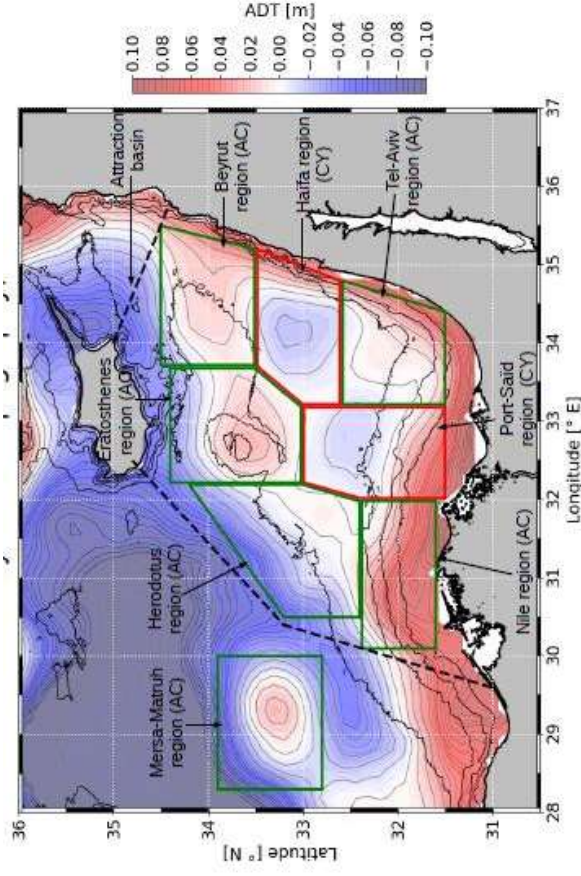 ADT [m]
0.10
0.08
0.06
0.04
0.02
0.00
−0.02
−0.04
−0.06
−0.08
−0.10
Mersa-Matruh
region (AC)
Herodotus
region (AC)
Eratosthenes
region (AC)
Attraction
basin
Beyrut
region (AC)
Haïfa region
(CY)
Tel-Aviv
region (AC)
Port-Saïd
region (CY)
Nile region (AC)
36
35
34
33
32
31
Latitude [° N]
28
29
30
31
32
33
34
35
36
37
Longitude [° E]